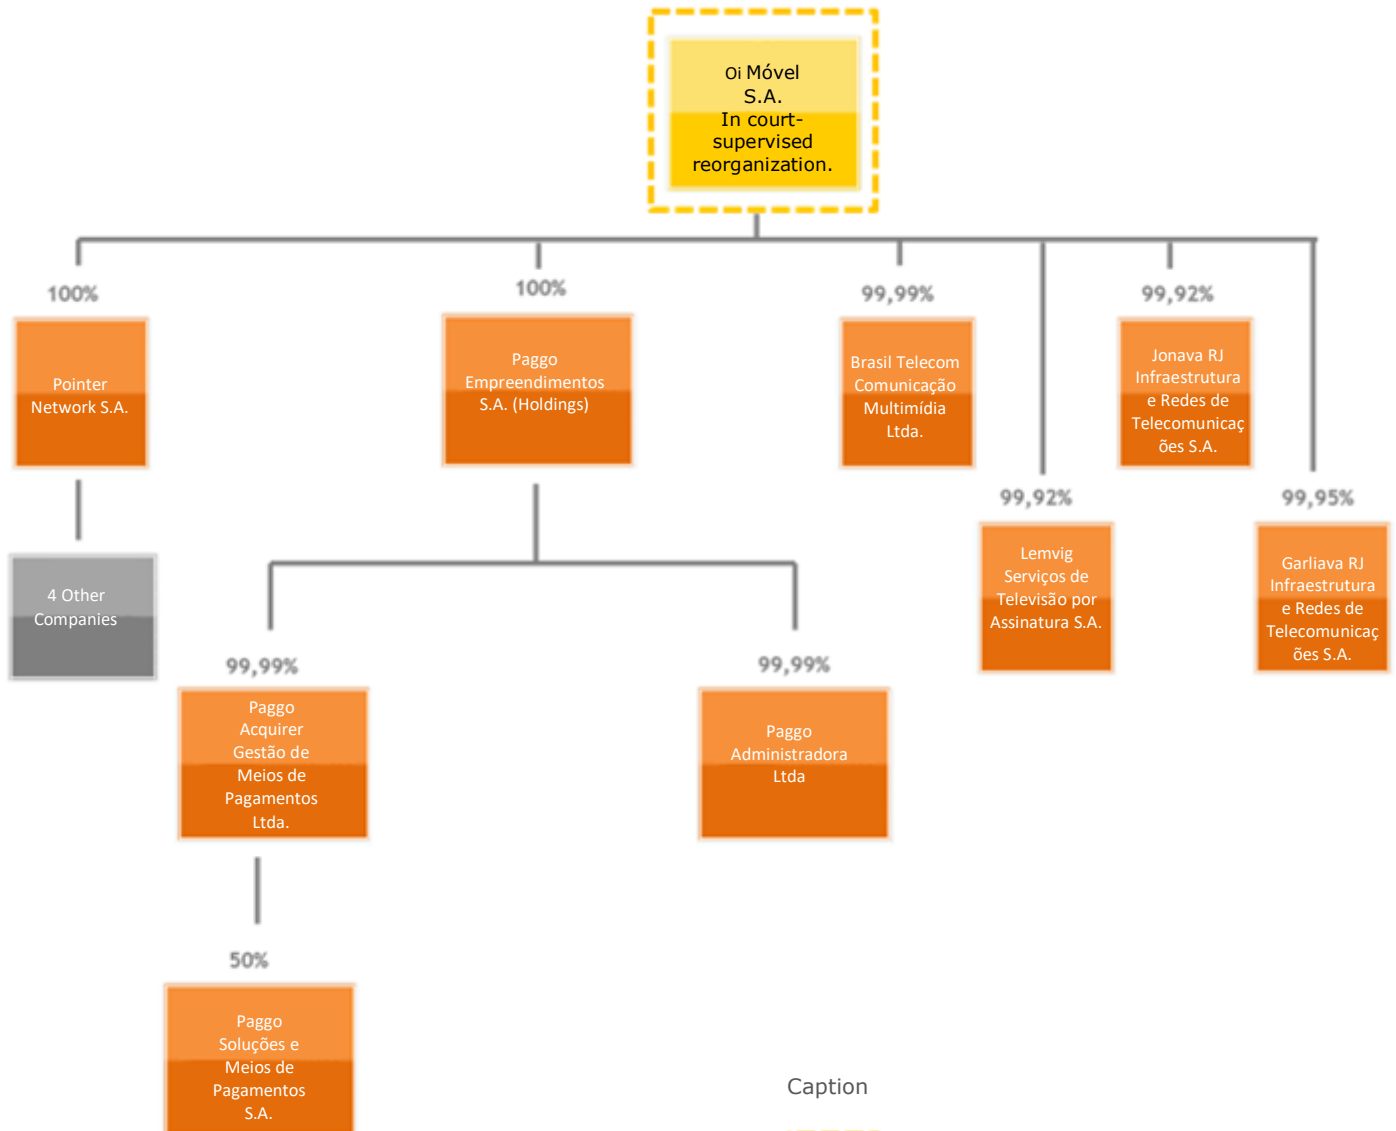 Oi Móvel
S.A.
In court-
supervised
reorganization.
100%
100%
99,99%
99,92%
Pointer
Network S.A.
Paggo
Empreendimentos
S.A. (Holdings)
Brasil Telecom
Comunicação
Multimídia
Ltda.
Jonava RJ
Infraestrutura
e Redes de
Telecomunicaç
ões S.A.
99,92%
99,95%
4 Other
Companies
Lemvig
Serviços de
Televisão por
Assinatura S.A.
Garliava RJ
Infraestrutura
e Redes de
Telecomunicaç
ões S.A.
99,99%
99,99%
Paggo
Acquirer
Gestão de
Meios de
Pagamentos
Ltda.
Paggo
Administradora
Ltda
50%
Paggo
Soluções e
Meios de
Pagamentos
S.A.
Caption